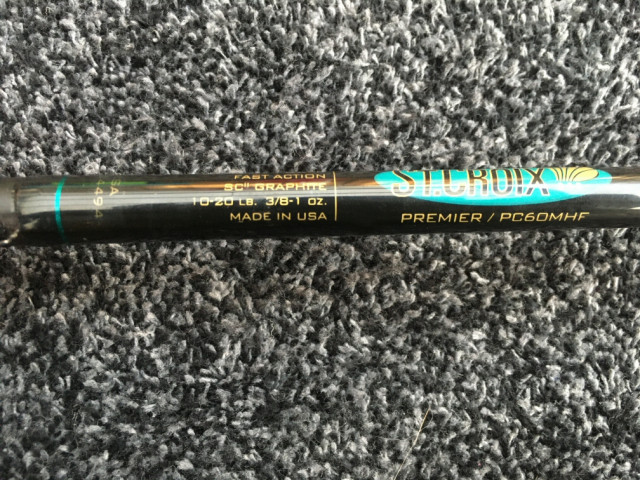 FAST ACTION
SCII GRAPHITE
10-20 LB. 3/8-1 OZ.
MADE IN USA
ST.CROIX
PREMIER / PC60MHF